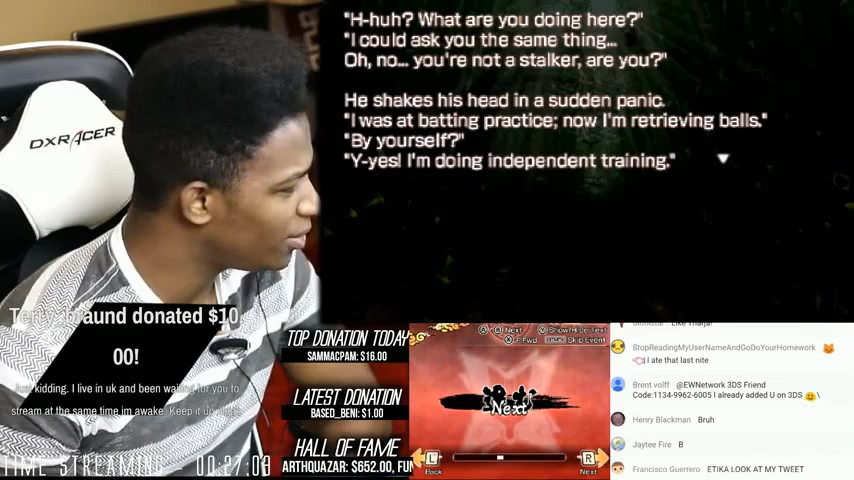 "H-huh? What are you doing here?"
"I could ask you the same thing...
Oh, no... you're not a stalker, are you?"
He shakes his head in a sudden panic.
"I was at batting practice; now I'm retrieving balls."
"By yourself?"
"Y-yes! I'm doing independent training."
DXRACER
donated $10
00!
kidding. I live in uk and been waiting for you to
stream at the same time im awake. Keep it up
TIME STREAMING - 00:27:03
TOP DONATION TODAY
SAMMACPAM: $16.00
LATEST DONATION
BASED_BENI: $1.00
HALL OF FAME
ARTHQUAZAR: $652.00, FUN
Next Show/Hide Text
F.Fwd. Skip Event
Next
L R
Back Next
Like Tharja!
StopReadingMyUserNameAndGoDoYourHomework
I ate that last nite
Brent volff @EWNetwork 3DS Friend
Code:1134-9962-6005 I already added U on 3DS
Henry Blackman Bruh
Jaytee Fire B
Francisco Guerrero ETIKA LOOK AT MY TWEET